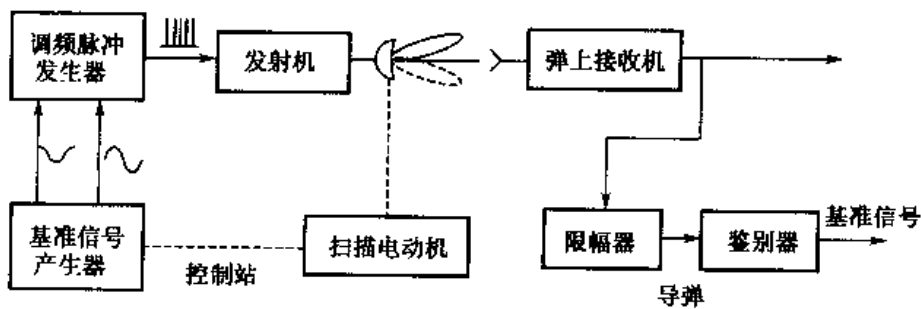 调频脉冲
发生器
发射机
弹上接收机
基准信号
产生器
控制站
扫描电动机
限幅器
鉴别器
基准信号
导弹